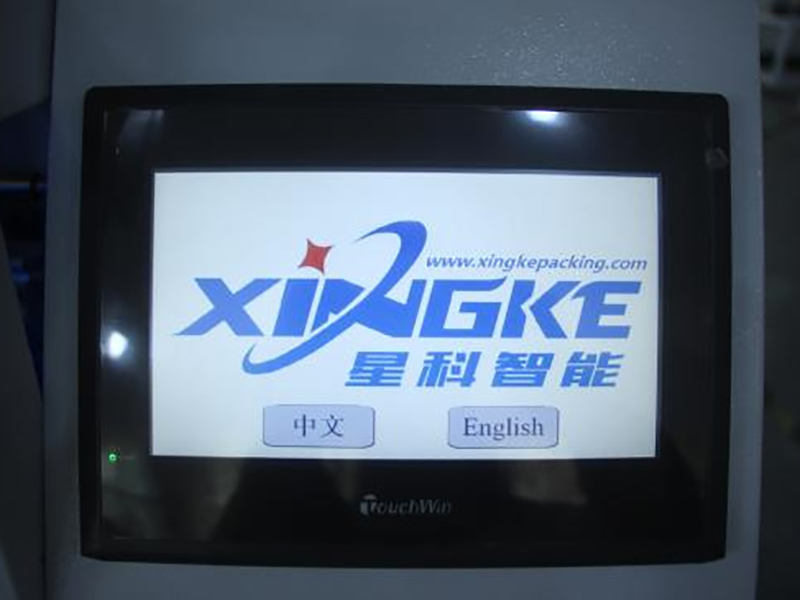 www.xingkepacking.com
XINGKE
星科智能
中文
English
TouchWin